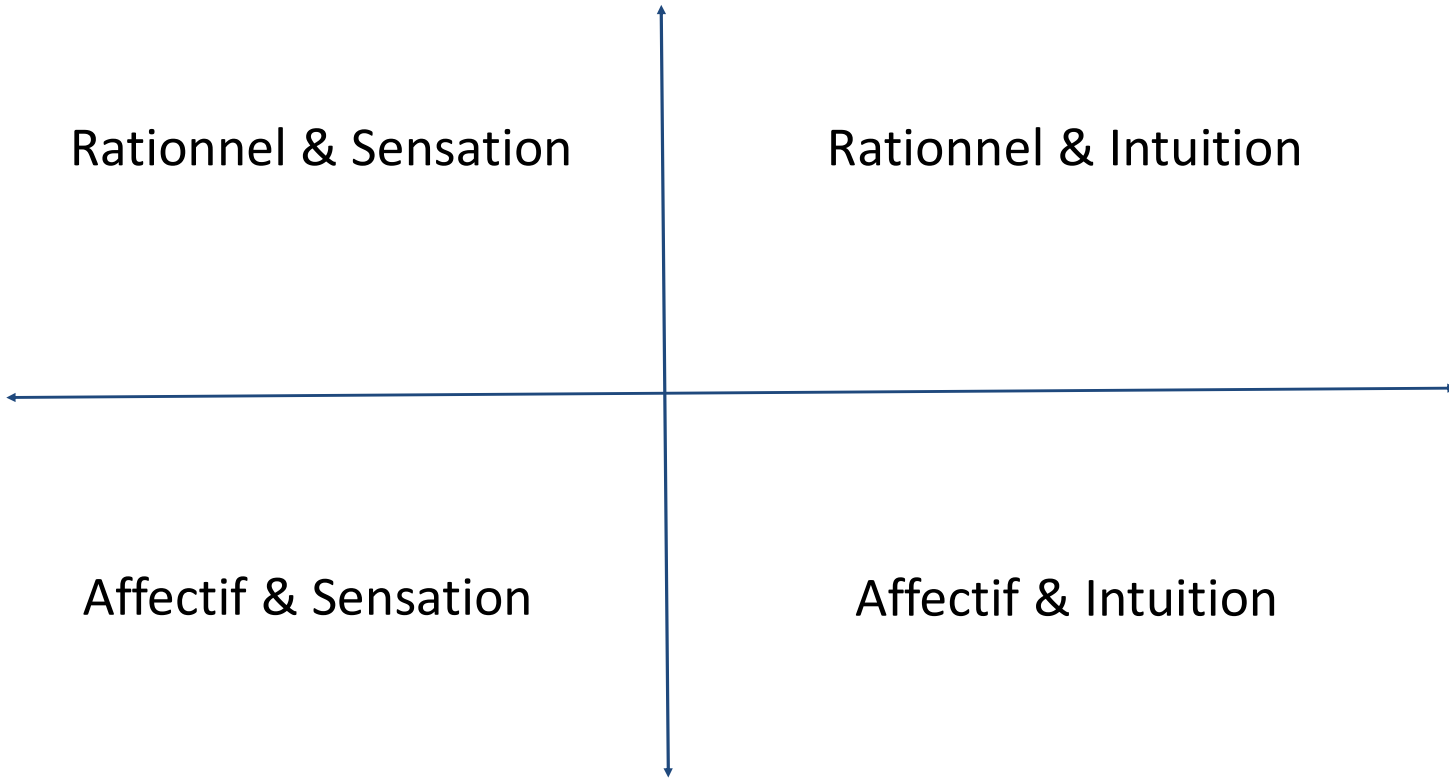 Rationnel & Sensation
Rationnel & Intuition
Affectif & Sensation
Affectif & Intuition